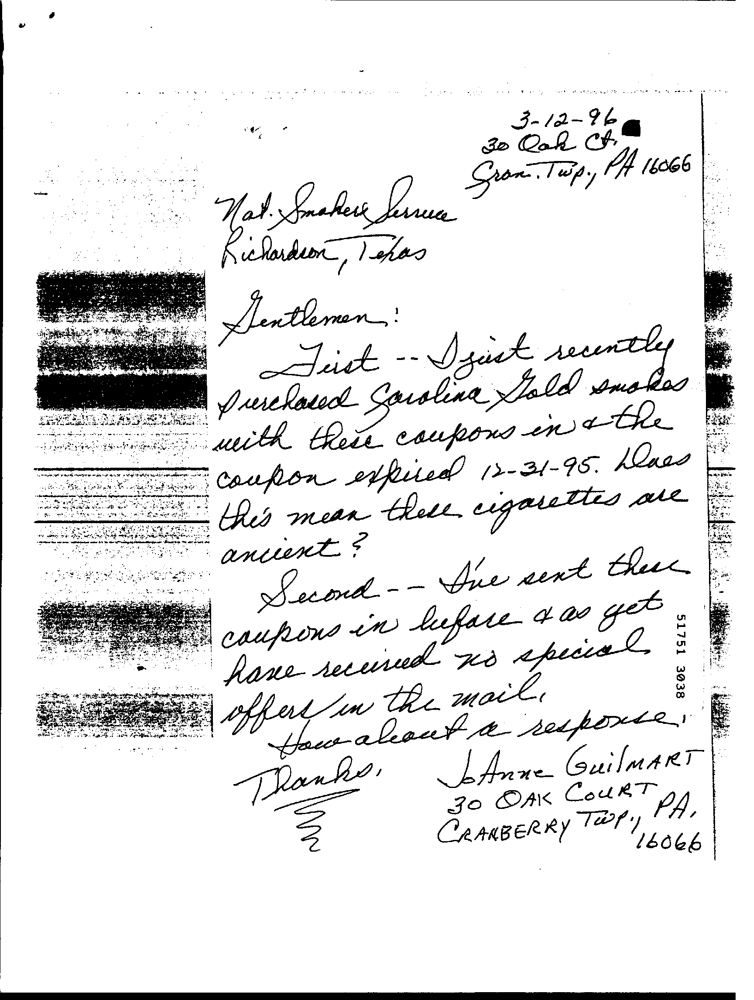 3-12-96
30 Oak Ct.
Cran. Twp., PA 16066
Nat. Smokers Service
Richardson, Texas
Gentlemen:
First -- I just recently
purchased Carolina Gold smokes
with these coupons in & the
coupon expired 12-31-95. Does
this mean these cigarettes are
ancient?
Second -- I've sent these
coupons in before & as yet
have received no special
offers in the mail.
How about a response.
Thanks,
JoAnne Guilmart
30 Oak Court
Cranberry Twp., PA.
16066
51751 3038